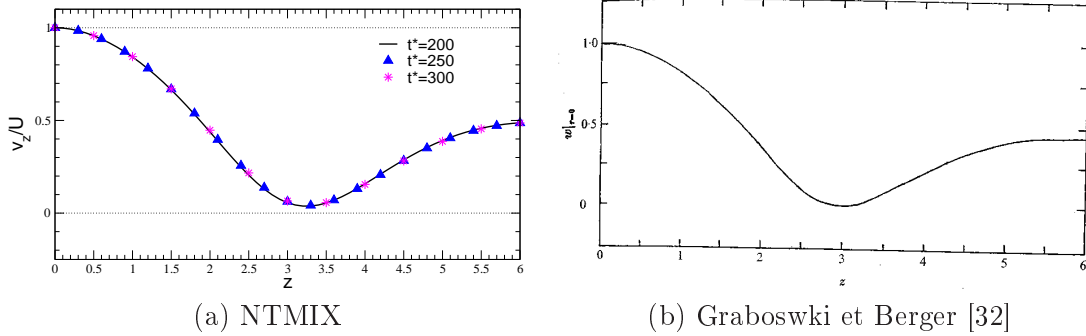 1
0.5
0
v_z/U
t*=200
t*=250
t*=300
0 0.5 1 1.5 2 2.5 3 3.5 4 4.5 5 5.5 6
z
(a) NTMIX
1·0
0·5
0
w|r=0
0 1 2 3 4 5 6
z
(b) Graboswki et Berger [32]